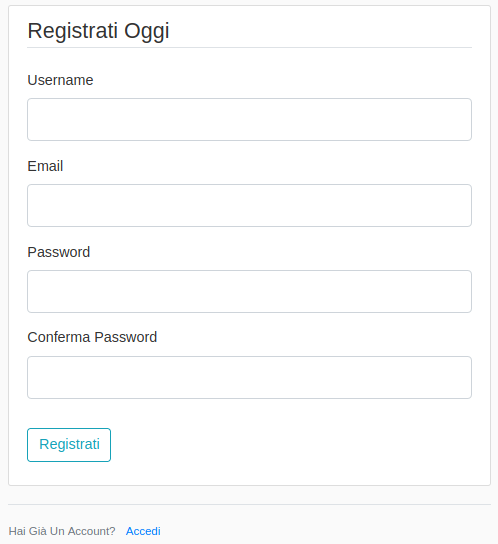 Registrati Oggi
Username
Email
Password
Conferma Password
Registrati
Hai Già Un Account? Accedi